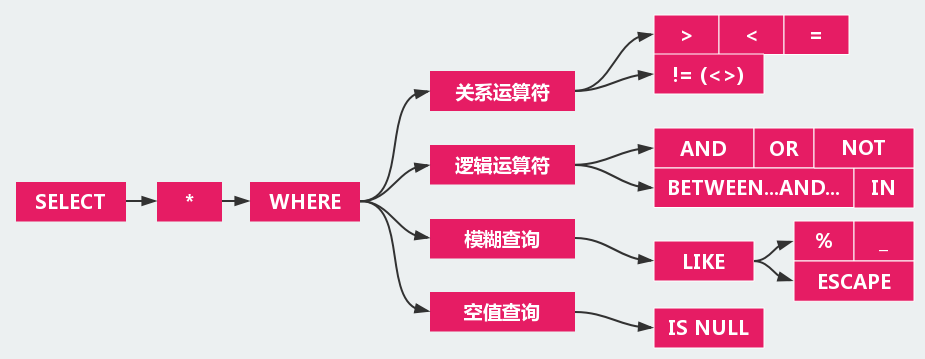 SELECT * WHERE
关系运算符
> < =
!= (<>)
逻辑运算符
AND OR NOT
BETWEEN...AND... IN
模糊查询
LIKE
% _
ESCAPE
空值查询
IS NULL